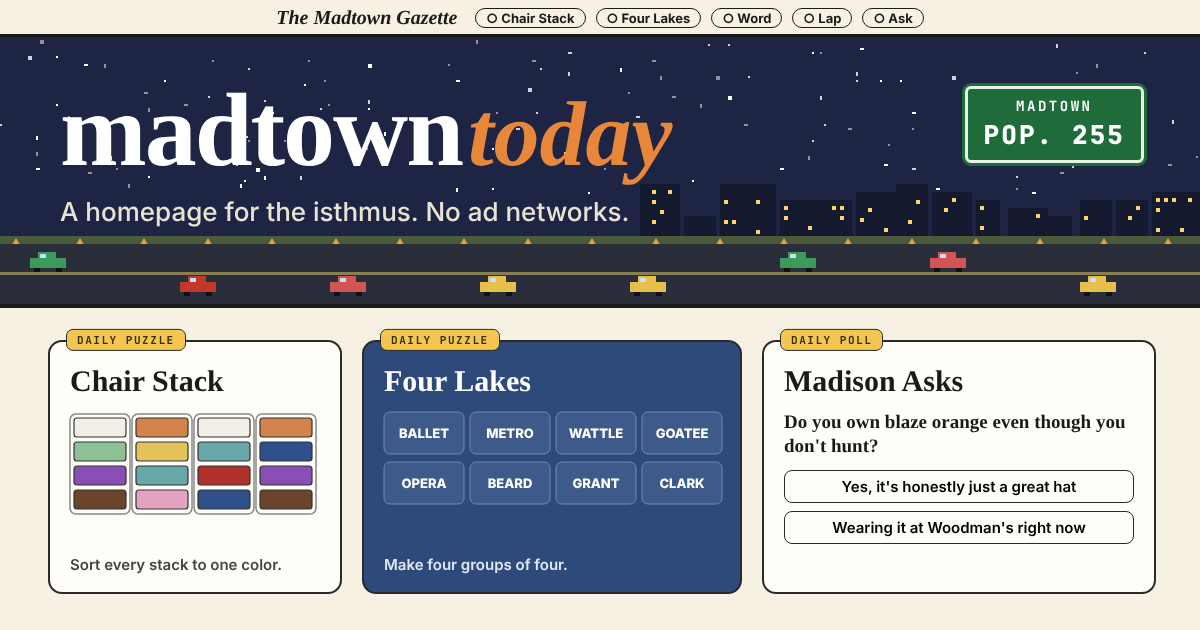 The Madtown Gazette
Chair Stack
Four Lakes
Word
Lap
Ask
madtown today
MADTOWN
POP. 255
A homepage for the isthmus. No ad networks.
DAILY PUZZLE
Chair Stack
Sort every stack to one color.
DAILY PUZZLE
Four Lakes
BALLET METRO WATTLE GOATEE
OPERA BEARD GRANT CLARK
Make four groups of four.
DAILY POLL
Madison Asks
Do you own blaze orange even though you
don't hunt?
Yes, it's honestly just a great hat
Wearing it at Woodman's right now